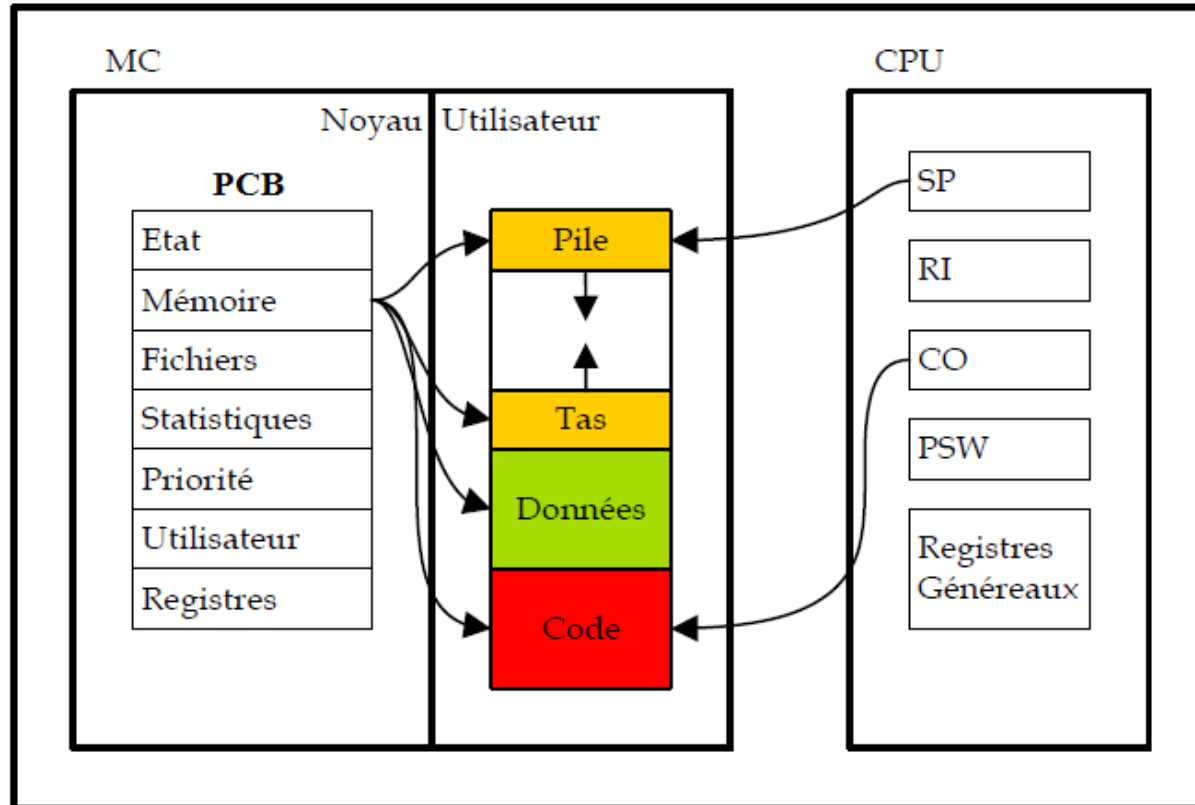 MC
CPU
Noyau
Utilisateur
PCB
Etat
Mémoire
Fichiers
Statistiques
Priorité
Utilisateur
Registres
Pile
Tas
Données
Code
SP
RI
CO
PSW
Registres
Généreaux